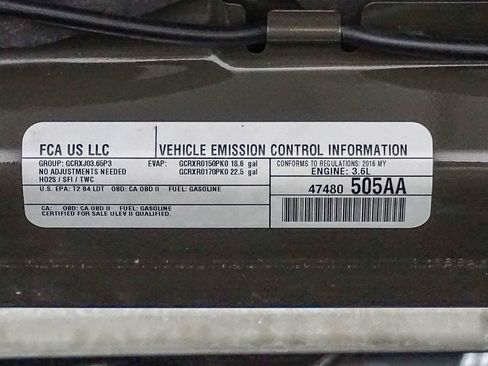 FCA US LLC
VEHICLE EMISSION CONTROL INFORMATION
GROUP: GCRXJ03.65P3
EVAP: GCRXR0150PK0 18.6 gal
GCRXR0170PK0 22.5 gal
NO ADJUSTMENTS NEEDED
HO2S / SFI / TWC
CONFORMS TO REGULATIONS: 2016 MY
ENGINE: 3.6L
U.S. EPA: T2 B4 LDT OBD: CA OBD II FUEL: GASOLINE
47480 505AA
CA: OBD: CA OBD II FUEL: GASOLINE
CERTIFIED FOR SALE ULEV II QUALIFIED.